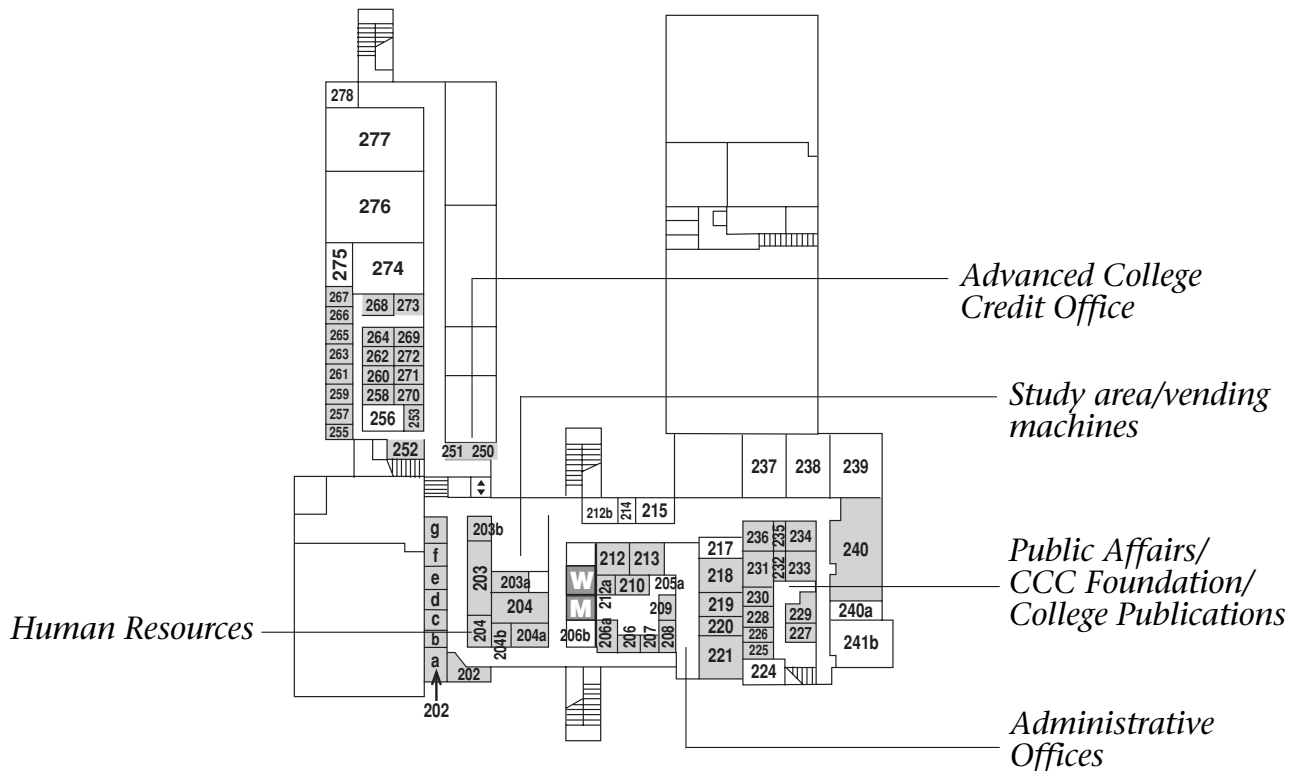 278
277
276
275
274
267
268 273
266
265
264 269
263
262 272
261
260 271
259
258 270
257
256
253
255
252
251 250
Advanced College
Credit Office
Study area/vending
machines
237 238 239
212b 214 215
g
203b
f
203
e
203a
d
204
c
b
204 204b 204a
a
202
202
Human Resources
W
M
212 213
212a 210 205a
209
206a 206 207 208
206b
217
218
219
220
221
236 235 234
231 232 233
230
228 229
226 227
225
224
240
240a
241b
Public Affairs/
CCC Foundation/
College Publications
Administrative
Offices